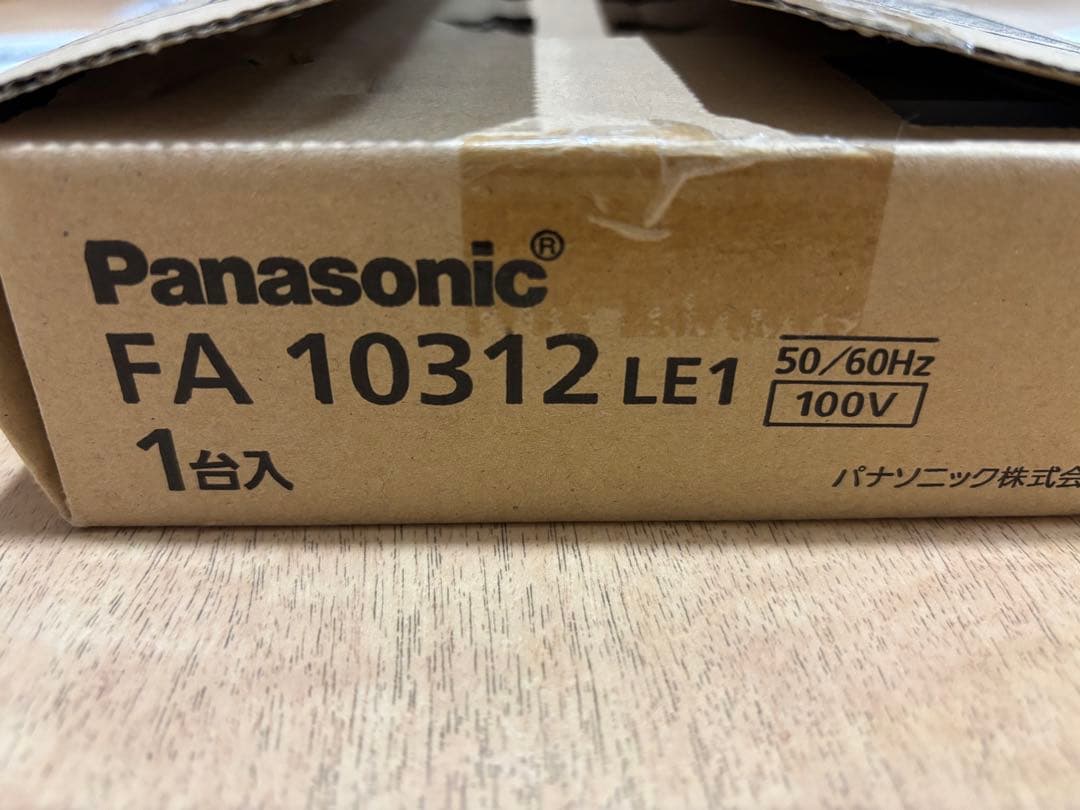 Panasonic®
FA 10312 LE1
50/60Hz
100V
1台入
パナソニック株式会